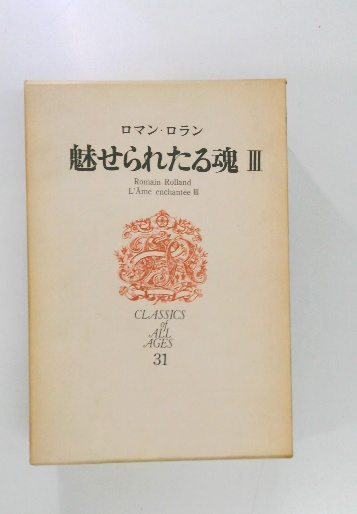 ロマン・ロラン
魅せられたる魂 Ⅲ
Romain Rolland
L'Âme enchantée Ⅲ
CLASSICS
of
ALL
AGES
31